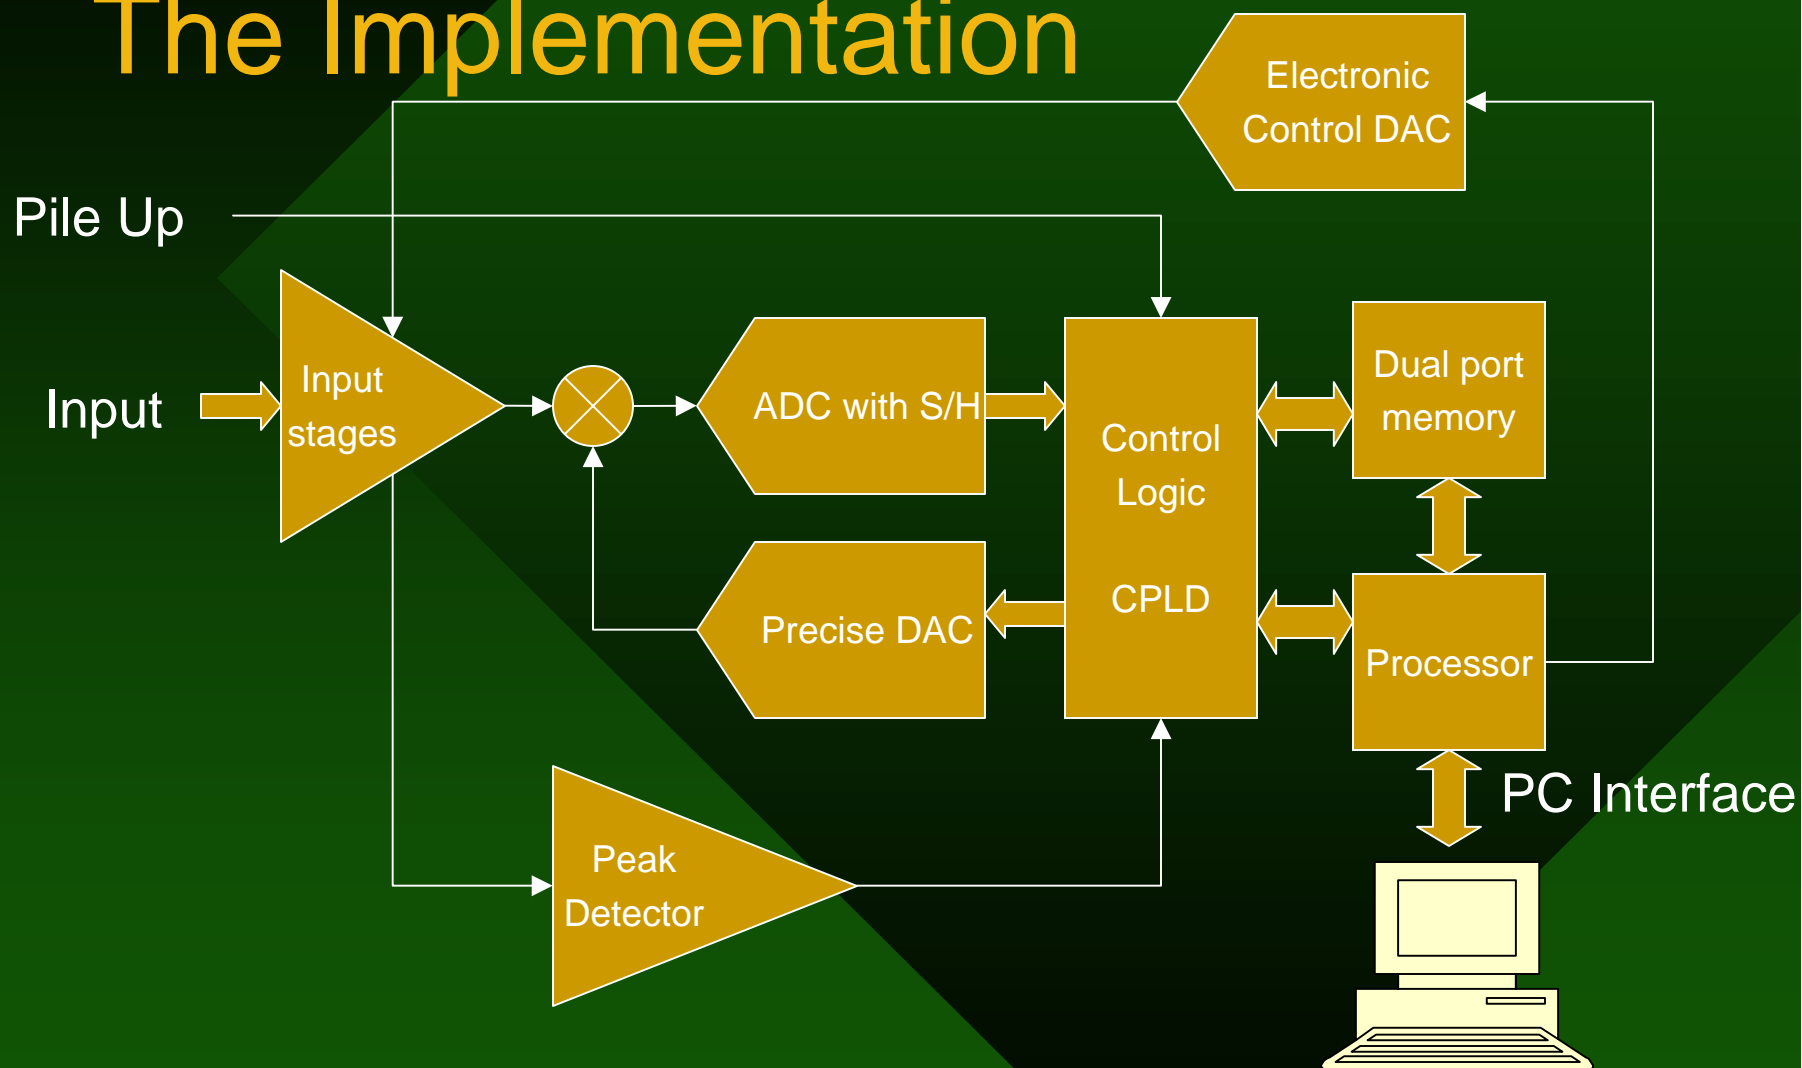 The Implementation
Electronic
Control DAC
Pile Up
Input
Input
stages
ADC with S/H
Control
Logic
CPLD
Dual port
memory
Precise DAC
Processor
PC Interface
Peak
Detector